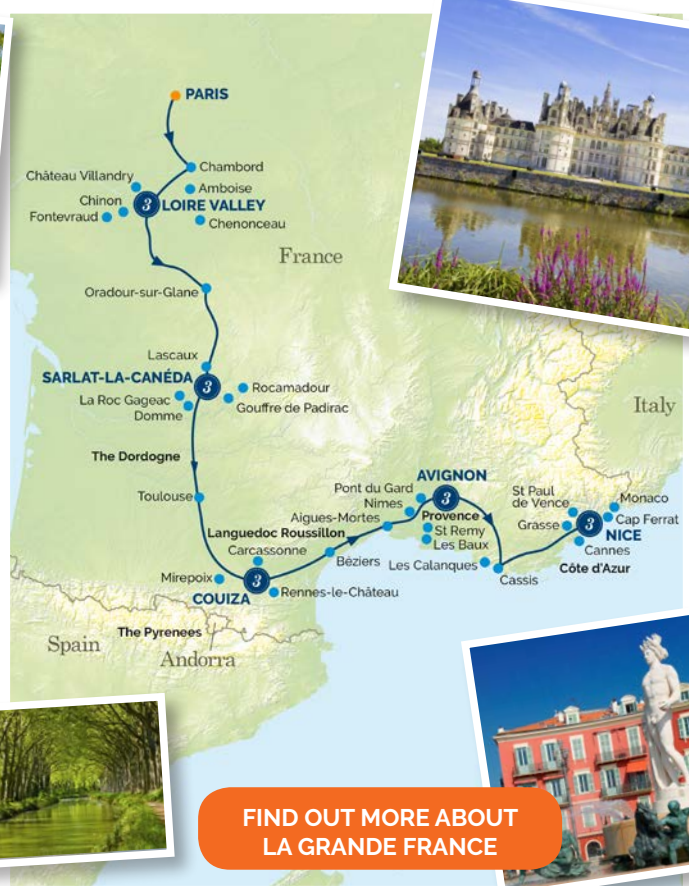 PARIS
Chambord
Château Villandry
Amboise
Chinon
3
LOIRE VALLEY
Fontevraud
Chenonceau
France
Oradour-sur-Glane
Lascaux
SARLAT-LA-CANÉDA
3
Rocamadour
La Roc Gageac
Gouffre de Padirac
Domme
Italy
The Dordogne
AVIGNON
Pont du Gard
3
St Paul
de Vence
Monaco
Toulouse
Nimes
Provence
Cap Ferrat
Aigues-Mortes
St Remy
Grasse
3
NICE
Languedoc Roussillon
Les Baux
Cannes
Carcassonne
Béziers
Les Calanques
Côte d'Azur
Mirepoix
3
Cassis
COUIZA
Rennes-le-Château
The Pyrenees
Spain
Andorra
FIND OUT MORE ABOUT
LA GRANDE FRANCE